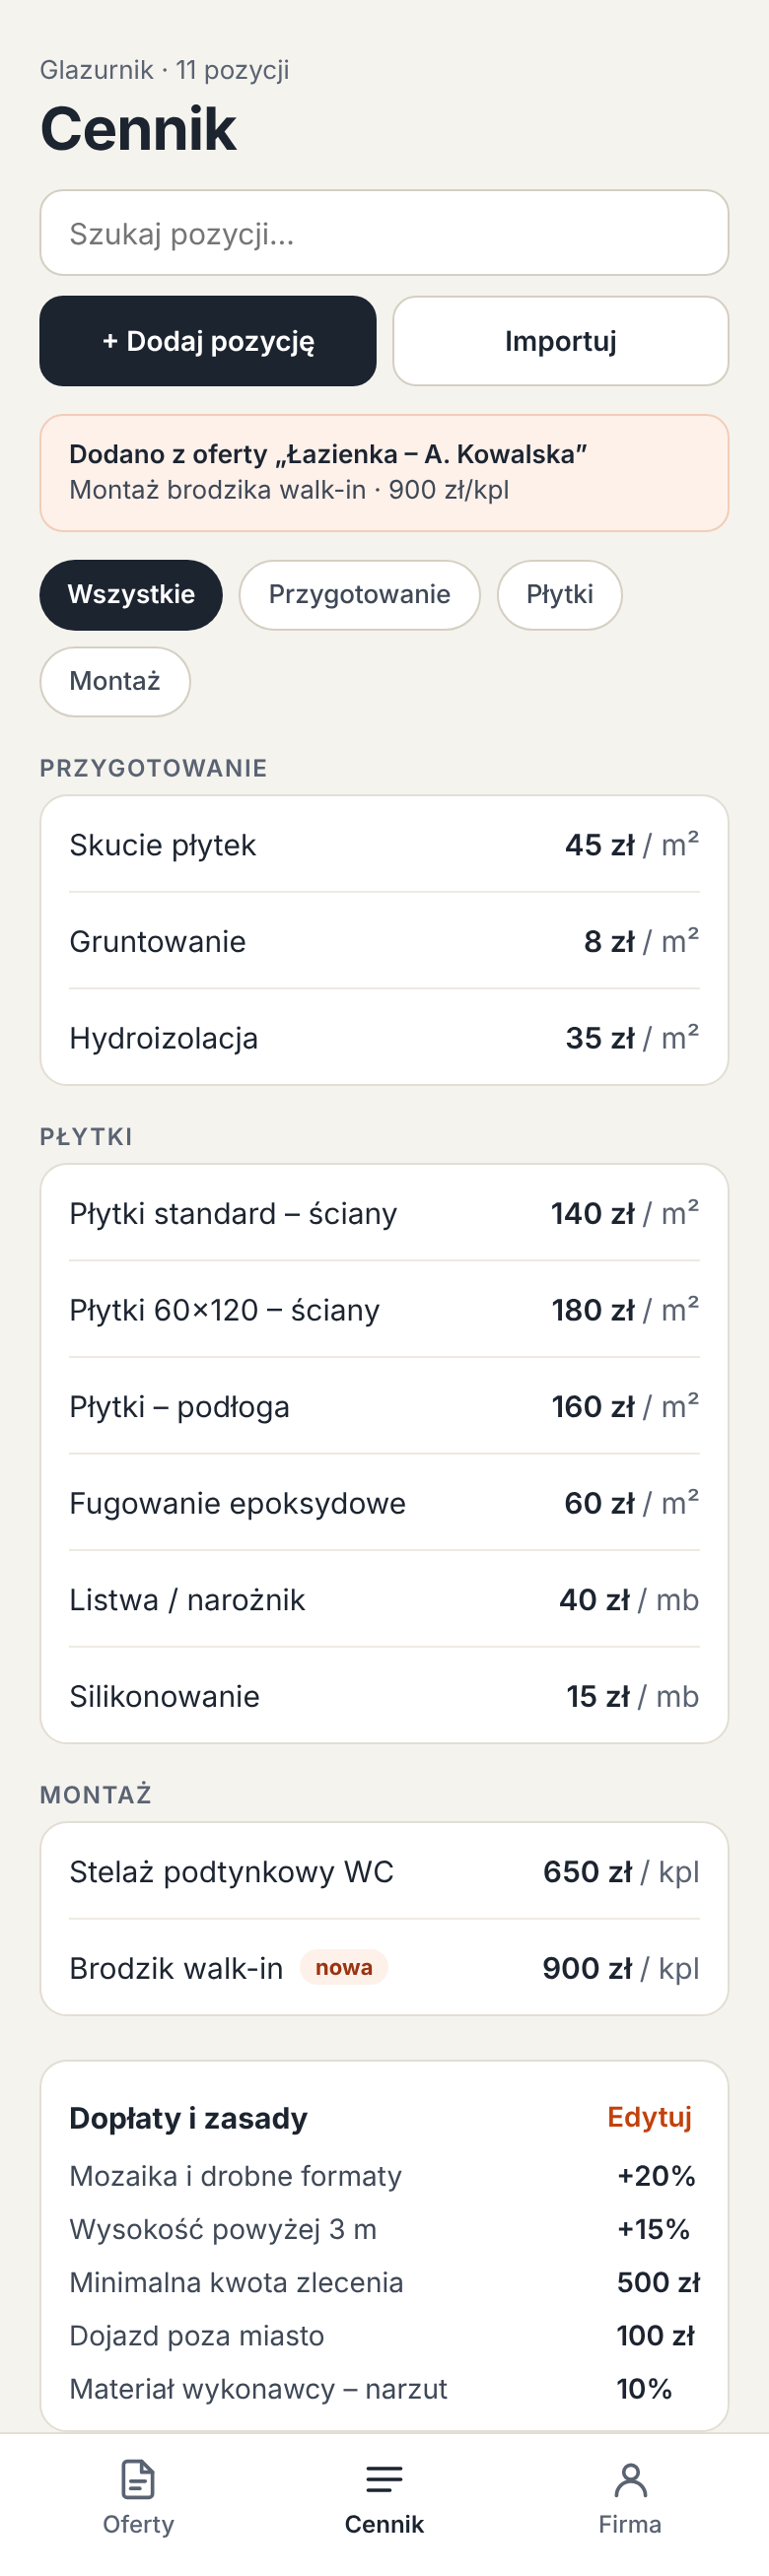 Glazurnik · 11 pozycji
Cennik
Szukaj pozycji...
+ Dodaj pozycję
Importuj
Dodano z oferty „Łazienka – A. Kowalska”
Montaż brodzika walk-in · 900 zł/kpl
Wszystkie
Przygotowanie
Płytki
Montaż
PRZYGOTOWANIE
Skucie płytek 45 zł / m²
Gruntowanie 8 zł / m²
Hydroizolacja 35 zł / m²
PŁYTKI
Płytki standard – ściany 140 zł / m²
Płytki 60×120 – ściany 180 zł / m²
Płytki – podłoga 160 zł / m²
Fugowanie epoksydowe 60 zł / m²
Listwa / narożnik 40 zł / mb
Silikonowanie 15 zł / mb
MONTAŻ
Stelaż podtynkowy WC 650 zł / kpl
Brodzik walk-in nowa 900 zł / kpl
Dopłaty i zasady Edytuj
Mozaika i drobne formaty +20%
Wysokość powyżej 3 m +15%
Minimalna kwota zlecenia 500 zł
Dojazd poza miasto 100 zł
Materiał wykonawcy – narzut 10%
Oferty
Cennik
Firma